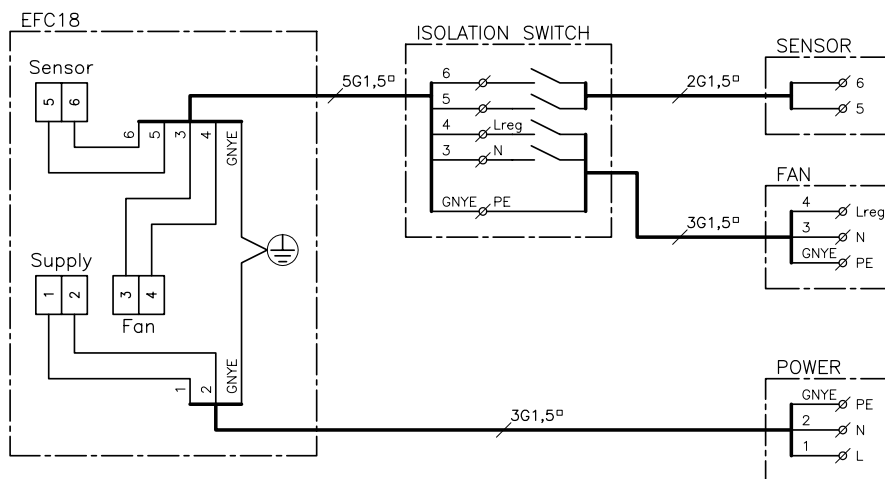 EFC18
Sensor
5 6
6 5 3 4 GNYE
Supply
1 2
3 4
Fan
1 2 GNYE
5G1,5▫
ISOLATION SWITCH
6
5
4 Lreg
3 N
GNYE PE
2G1,5▫
3G1,5▫
3G1,5▫
SENSOR
6
5
FAN
4 Lreg
3 N
GNYE PE
POWER
GNYE PE
2 N
1 L